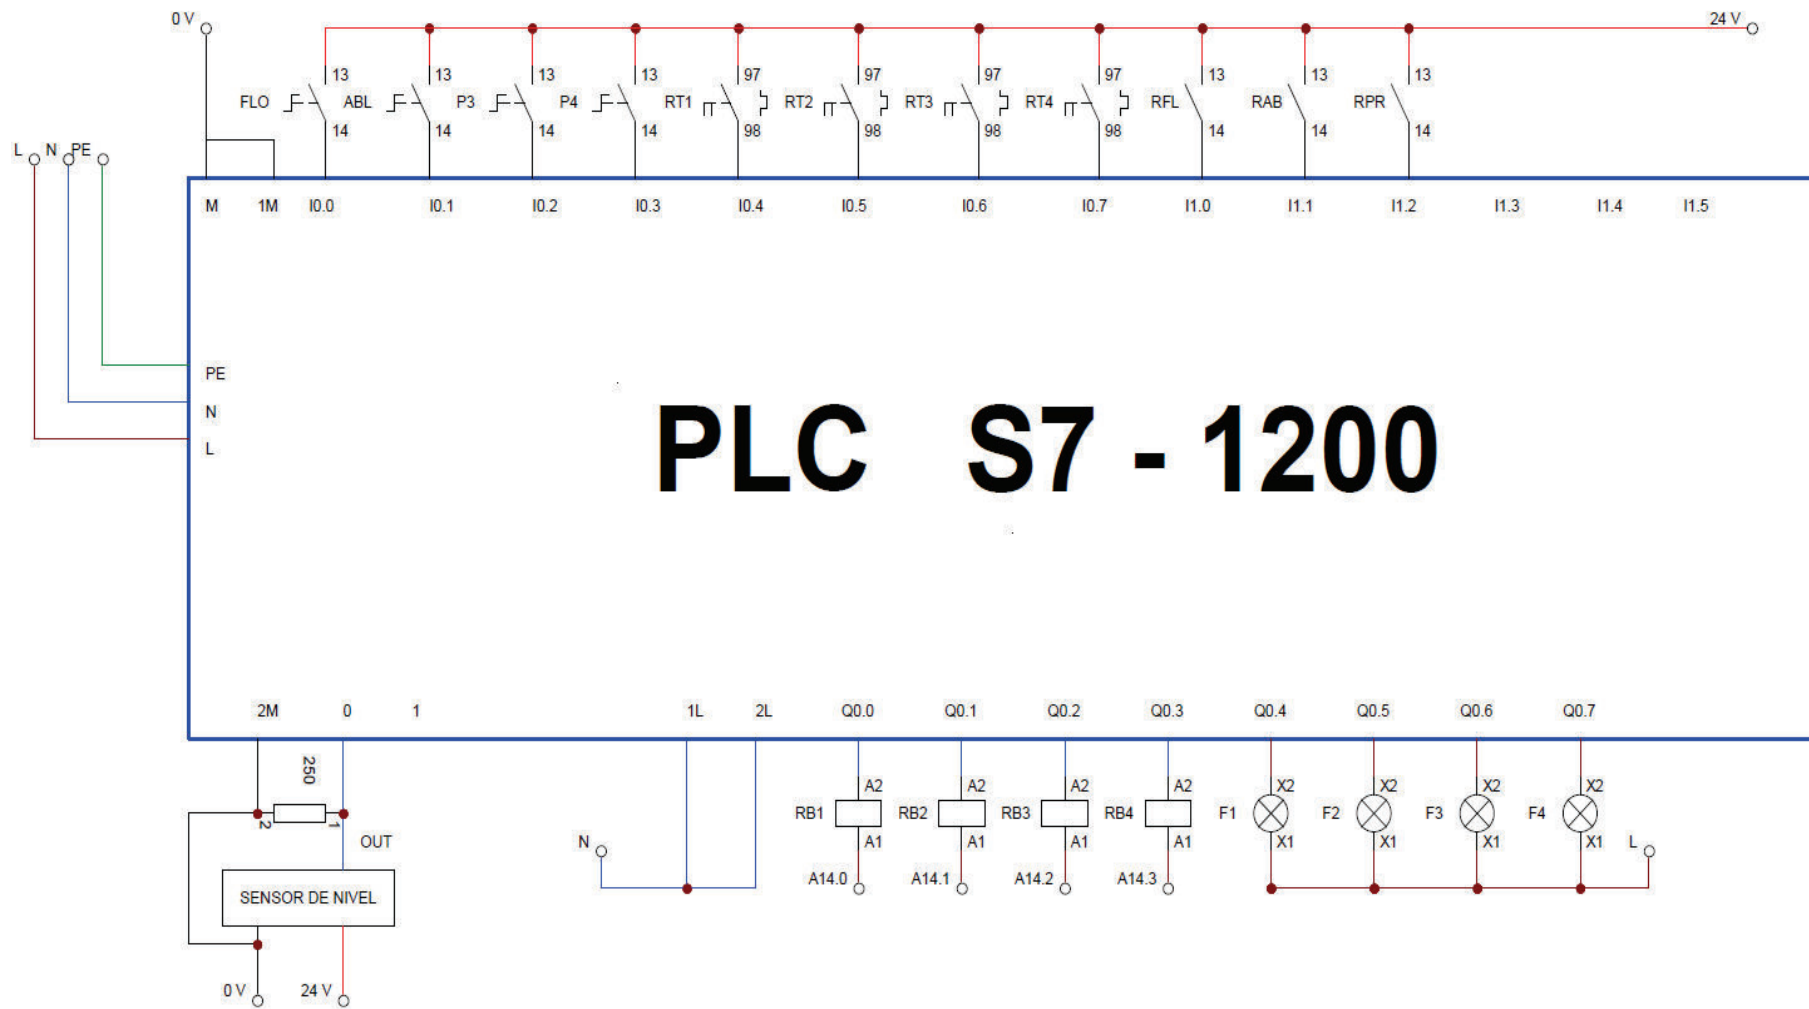 0 V 24 V
13 13 13 13 97 97 97 97 13 13 13
FLO ABL P3 P4 RT1 RT2 RT3 RT4 RFL RAB RPR
14 14 14 14 98 98 98 98 14 14 14
L N PE
M 1M I0.0 I0.1 I0.2 I0.3 I0.4 I0.5 I0.6 I0.7 I1.0 I1.1 I1.2 I1.3 I1.4 I1.5
PE
N
L
PLC S7 - 1200
2M 0 1 1L 2L Q0.0 Q0.1 Q0.2 Q0.3 Q0.4 Q0.5 Q0.6 Q0.7
250
A2 A2 A2 A2 X2 X2 X2 X2
RB1 RB2 RB3 RB4 F1 F2 F3 F4
2 1
OUT N A1 A1 A1 A1 X1 X1 X1 X1 L
A14.0 A14.1 A14.2 A14.3
SENSOR DE NIVEL
0 V 24 V